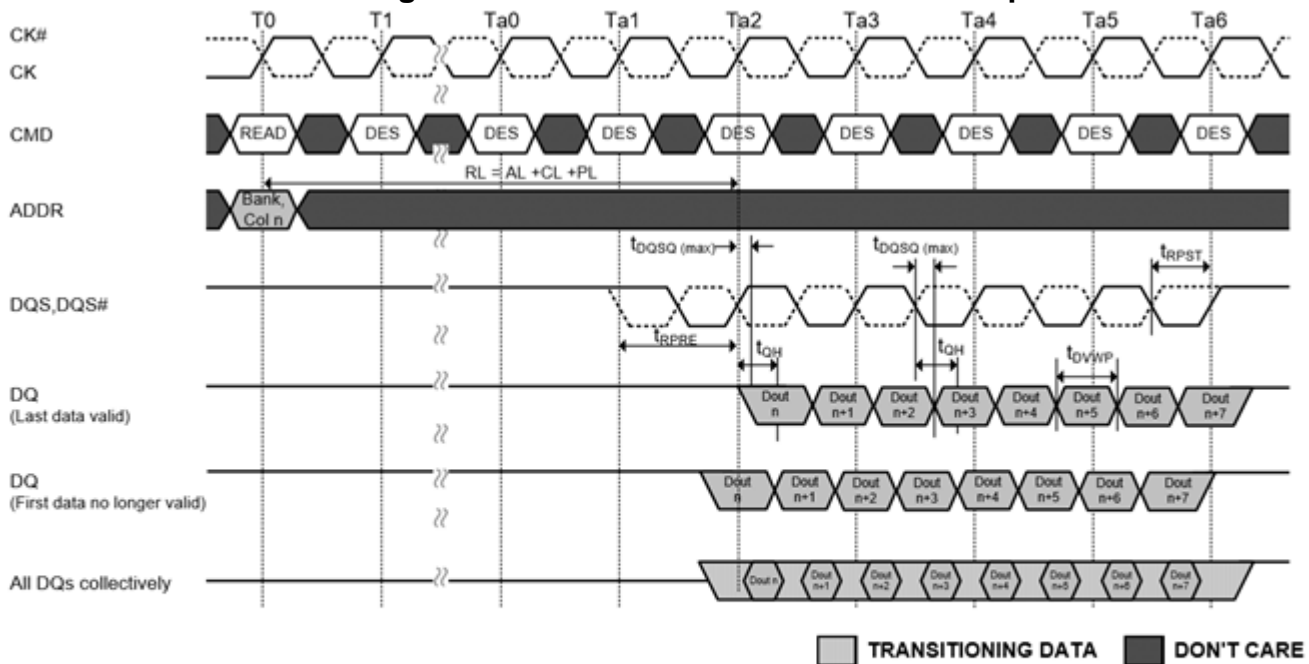 T0 T1 Ta0 Ta1 Ta2 Ta3 Ta4 Ta5 Ta6
CK#
CK
CMD
READ DES DES DES DES DES DES DES DES
RL = AL +CL +PL
ADDR
Bank,
Col n
tDQSQ (max) tDQSQ (max) tRPST
DQS,DQS#
tRPRE tQH tQH tDVWP
DQ
(Last data valid)
Dout n Dout n+1 Dout n+2 Dout n+3 Dout n+4 Dout n+5 Dout n+6 Dout n+7
DQ
(First data no longer valid)
Dout n Dout n+1 Dout n+2 Dout n+3 Dout n+4 Dout n+5 Dout n+6 Dout n+7
All DQs collectively
Dout n Dout n+1 Dout n+2 Dout n+3 Dout n+4 Dout n+5 Dout n+6 Dout n+7
TRANSITIONING DATA DON'T CARE